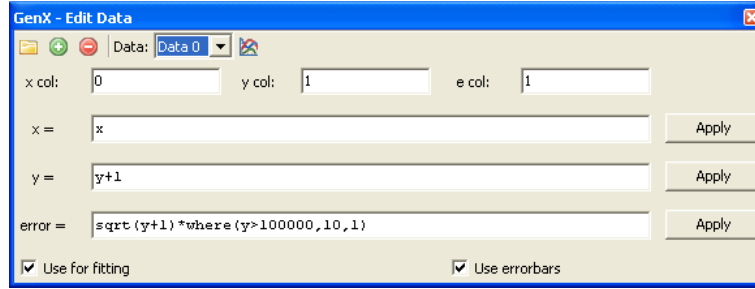 GenX - Edit Data
Data: Data 0
x col: 0 y col: 1 e col: 1
x = x Apply
y = y+1 Apply
error = sqrt(y+1)*where(y>100000,10,1) Apply
Use for fitting Use errorbars